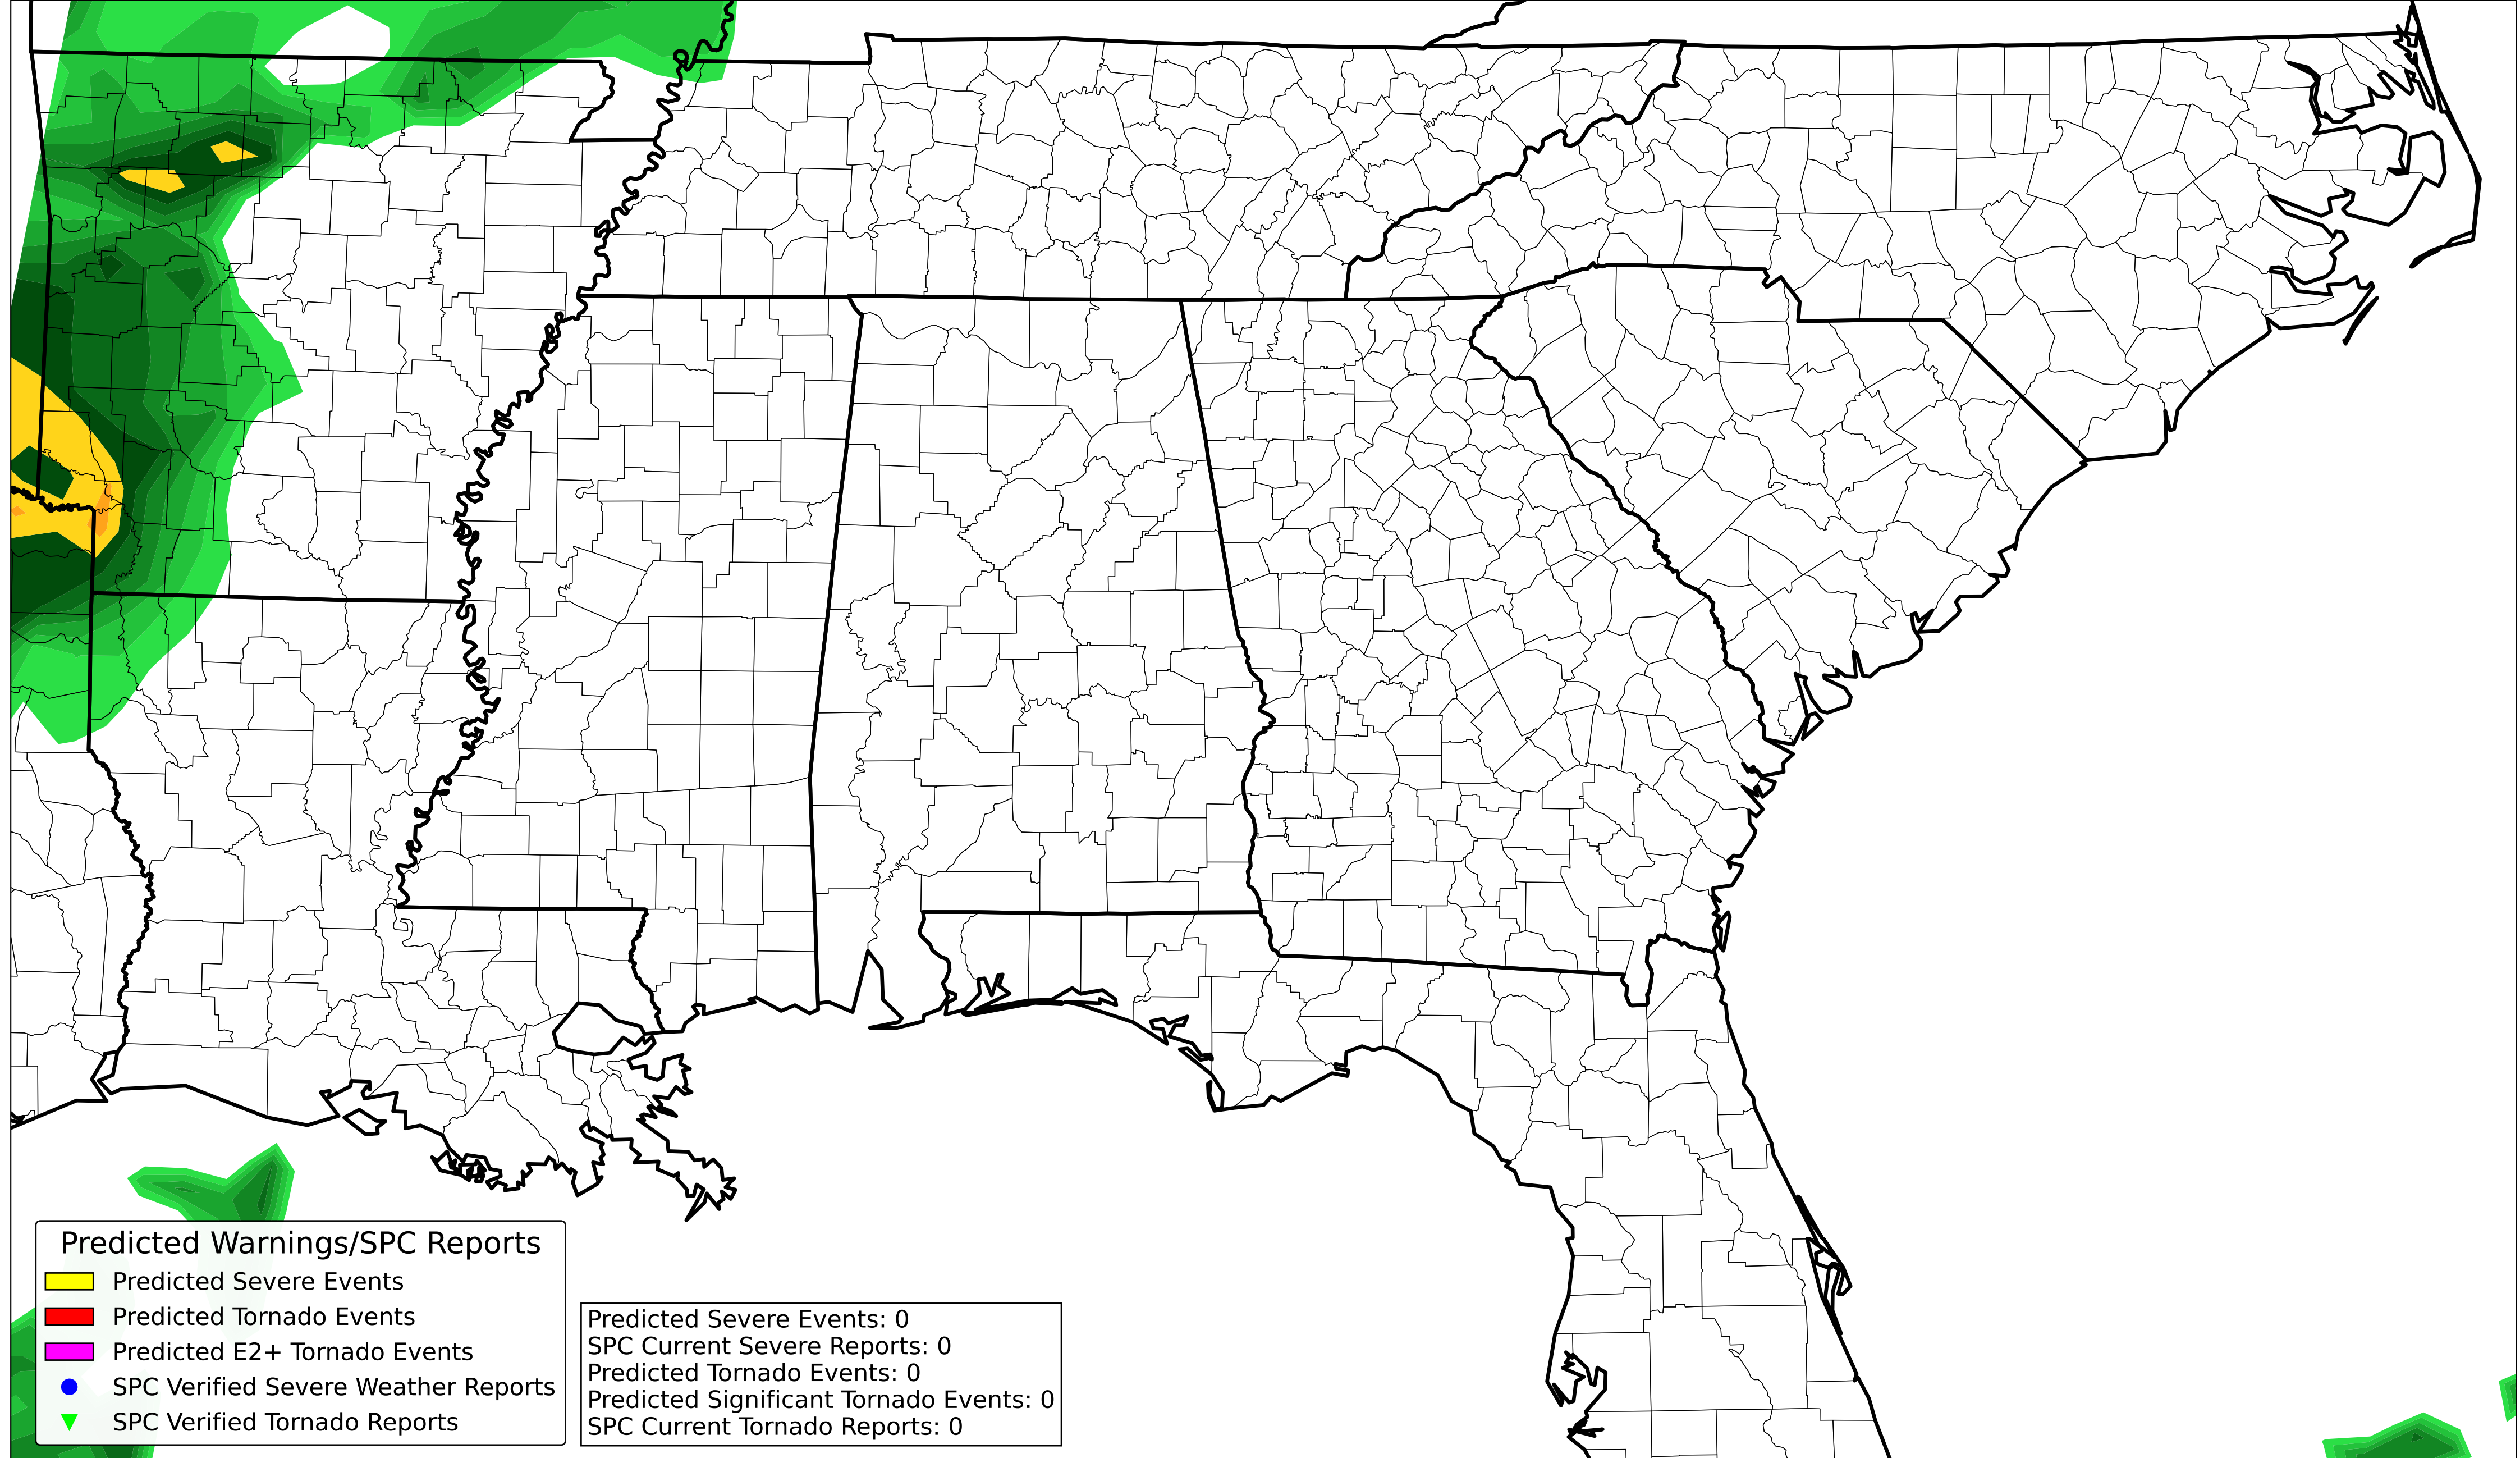 Predicted Warnings/SPC Reports
Predicted Severe Events
Predicted Tornado Events
Predicted E2+ Tornado Events
SPC Verified Severe Weather Reports
SPC Verified Tornado Reports
Predicted Severe Events: 0
SPC Current Severe Reports: 0
Predicted Tornado Events: 0
Predicted Significant Tornado Events: 0
SPC Current Tornado Reports: 0